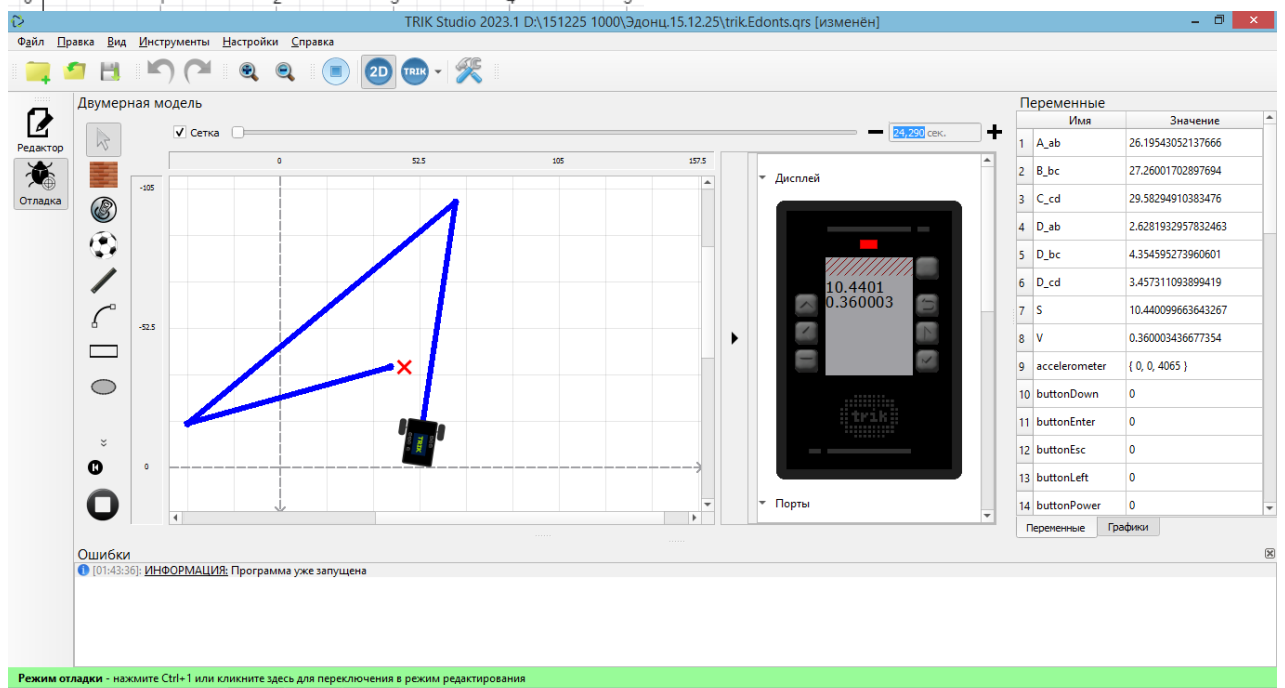 TRIK Studio 2023.1 D:\151225 1000\Эдонц.15.12.25\trik.Edonts.qrs [изменён]
Файл Правка Вид Инструменты Настройки Справка
2D TRIK
Редактор
Отладка
Двумерная модель
Сетка
24,290 сек.
0 52.5 105 157.5
-105
-52.5
0
Дисплей
10.4401
0.360003
trik
Порты
Переменные
Имя Значение
1 A_ab 26.19543052137666
2 B_bc 27.26001702897694
3 C_cd 29.58294910383476
4 D_ab 2.6281932957832463
5 D_bc 4.354595273960601
6 D_cd 3.457311093899419
7 S 10.440099663643267
8 V 0.360003436677354
9 accelerometer { 0, 0, 4065 }
10 buttonDown 0
11 buttonEnter 0
12 buttonEsc 0
13 buttonLeft 0
14 buttonPower 0
Переменные Графики
Ошибки
[01:43:36]: ИНФОРМАЦИЯ: Программа уже запущена
Режим отладки - нажмите Ctrl+1 или кликните здесь для переключения в режим редактирования